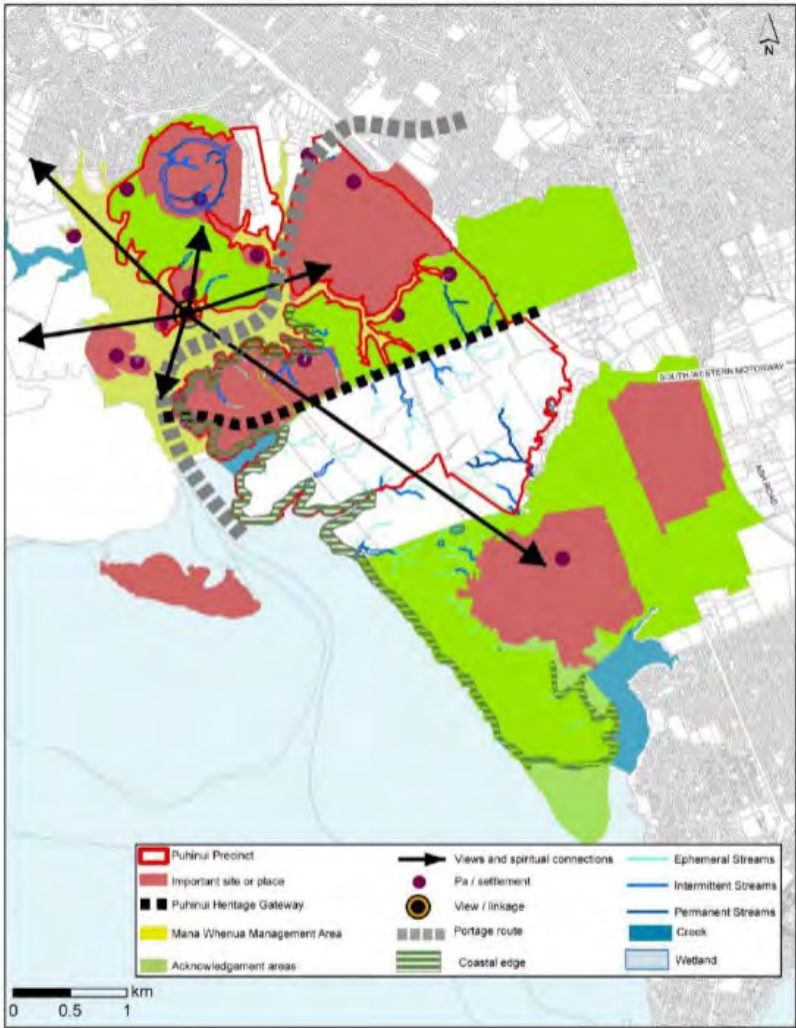 N
SOUTH-WESTERN MOTORWAY
ASH ROAD
Puhinui Precinct
Important site or place
Puhinui Heritage Gateway
Mana Whenua Management Area
Acknowledgement areas
Views and spiritual connections
Pa / settlement
View / linkage
Portage route
Coastal edge
Ephemeral Streams
Intermittent Streams
Permanent Streams
Creek
Wetland
km
0 0.5 1